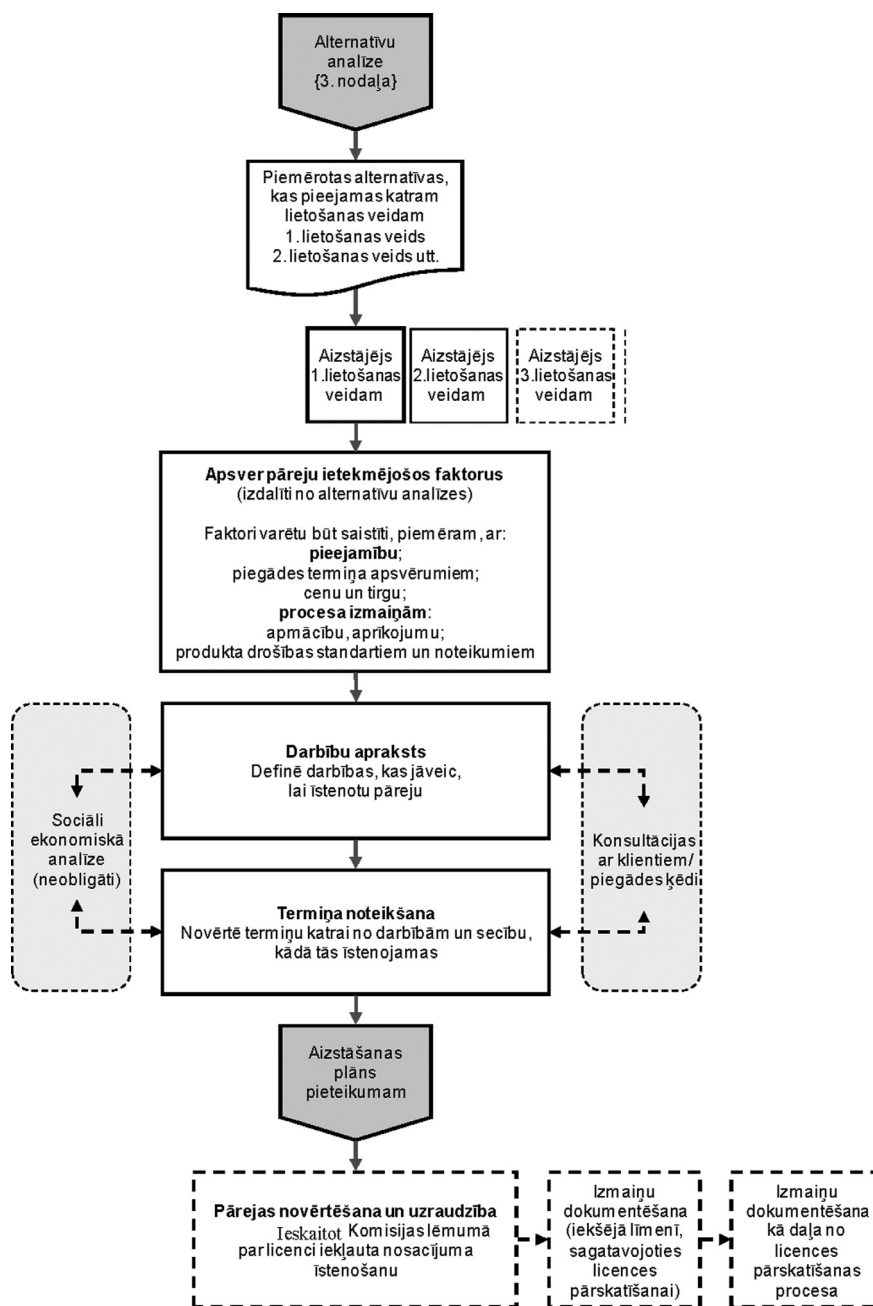 Alternatīvu
analīze
{3. nodaļa}
Piemērotas alternatīvas,
kas pieejamas katram
lietošanas veidam
1. lietošanas veids
2. lietošanas veids utt.
Aizstājējs
1. lietošanas
veidam
Aizstājējs
2. lietošanas
veidam
Aizstājējs
3. lietošanas
veidam
Apsver pāreju ietekmējošos faktorus
(izdalīti no alternatīvu analīzes)
Faktori varētu būt saistīti, piemēram, ar:
pieejamību;
piegādes termiņa apsvērumiem;
cenu un tirgu;
procesa izmaiņām:
apmācību, aprīkojumu;
produkta drošības standartiem un noteikumiem
Darbību apraksts
Definē darbības, kas jāveic,
lai īstenotu pāreju
Sociāli
ekonomiskā
analīze
(neobligāti)
Konsultācijas
ar klientiem/
piegādes ķēdi
Termiņa noteikšana
Novērtē termiņu katrai no darbībām un secību,
kādā tās īstenojamas
Aizstāšanas
plāns
pieteikumam
Pārejas novērtēšana un uzraudzība
Ieskaitot Komisijas lēmumā
par licenci iekļauta nosacījuma
īstenošanu
Izmaiņu
dokumentēšana
(iekšējā līmenī,
sagatavojoties
licences
pārskatīšanai)
Izmaiņu
dokumentēšana
kā daļa no
licences
pārskatīšanas
procesa